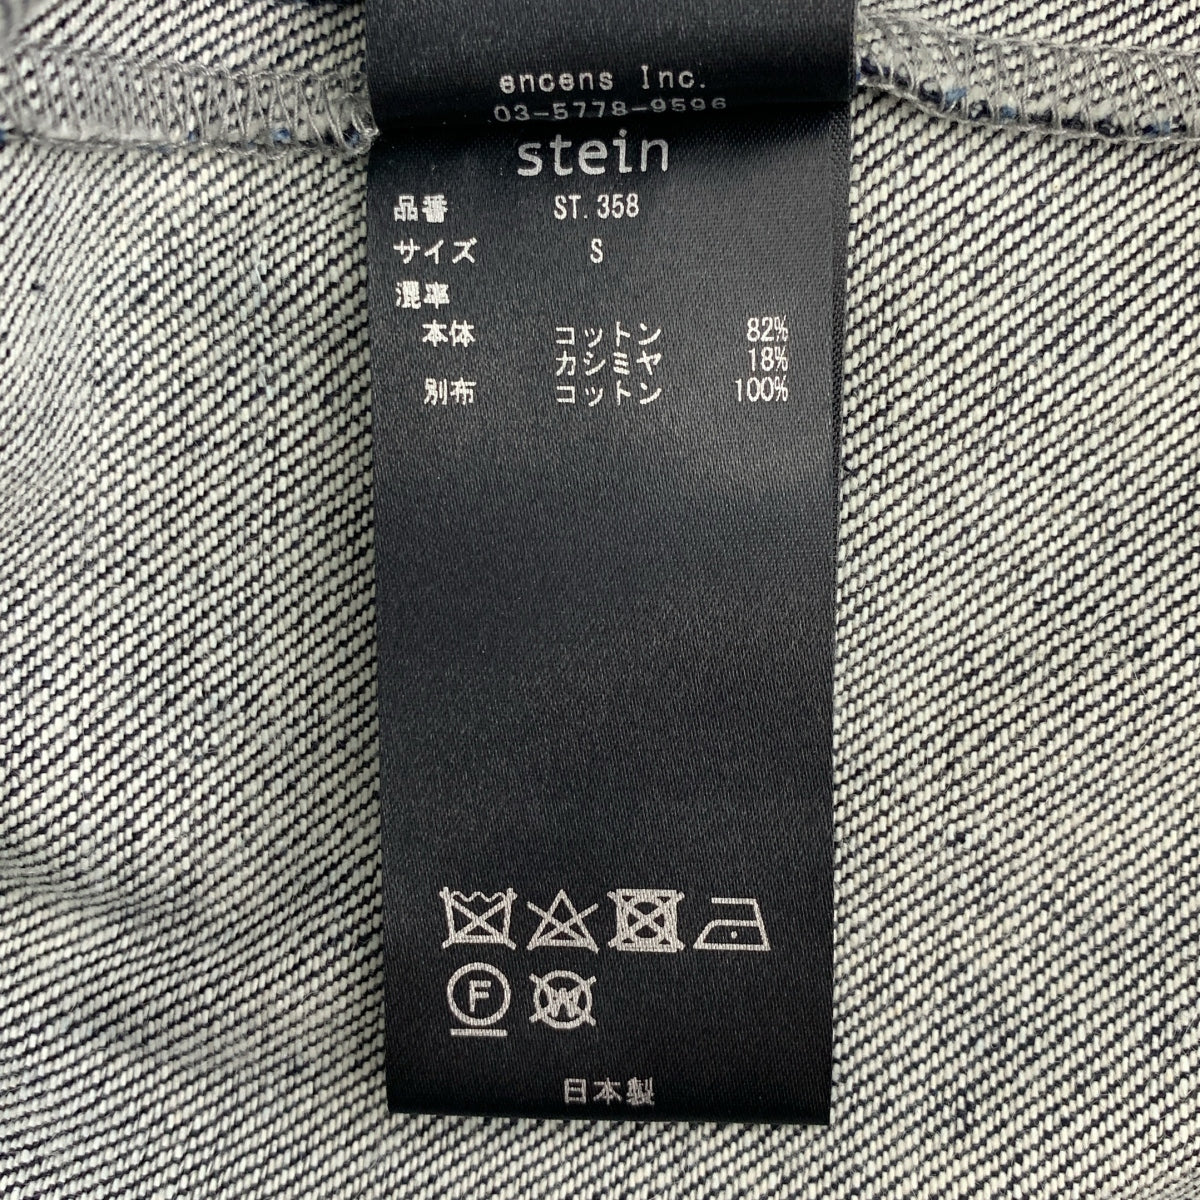 encens Inc.
03-5778-9596
stein
品番 ST.358
サイズ S
混率
本体 コットン 82%
カシミヤ 18%
別布 コットン 100%
F W
日本製